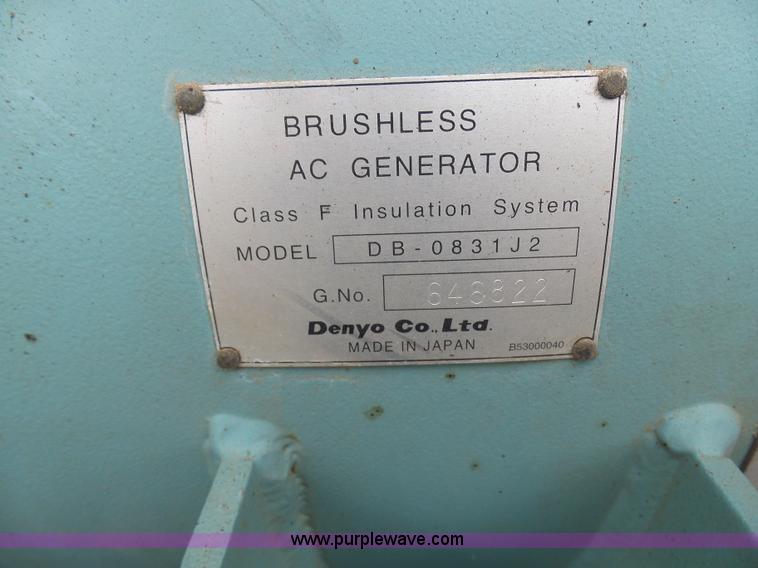 BRUSHLESS
AC GENERATOR
Class F Insulation System
MODEL DB-0831J2
G.No. 646822
Denyo Co., Ltd.
MADE IN JAPAN B53000040
www.purplewave.com